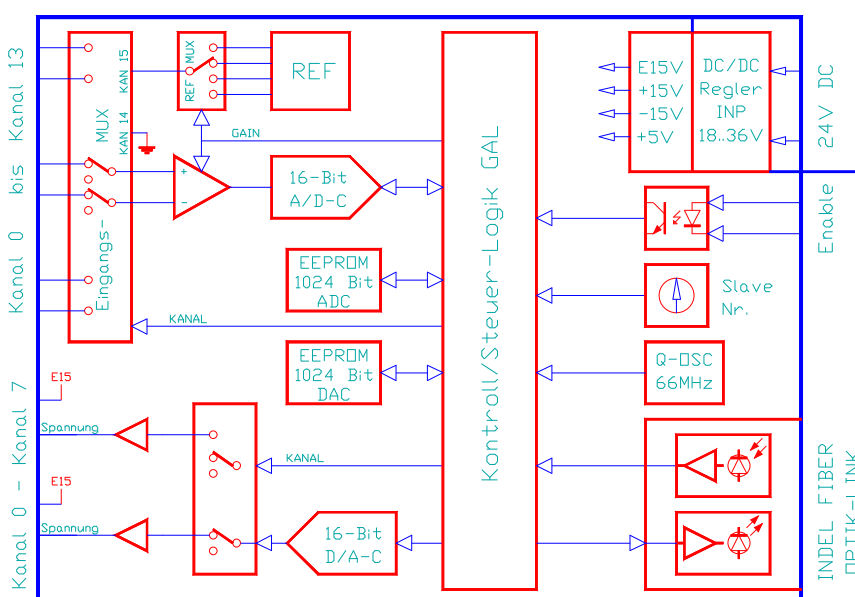 Kanal 0 bis Kanal 13
Eingangs-
MUX
KAN 15
KAN 14
REF MUX
REF
GAIN
+
-
16-Bit
A/D-C
EEPROM
1024 Bit
ADC
KANAL
EEPROM
1024 Bit
DAC
Kontroll/Steuer-Logik GAL
E15V
+15V
-15V
+5V
DC/DC
Regler
INP
18..36V
24V DC
Enable
Slave
Nr.
Q-OSC
66MHz
INDEL FIBER
OPTIK-LINK
Kanal 0 - Kanal 7
E15
Spannung
E15
Spannung
KANAL
16-Bit
D/A-C